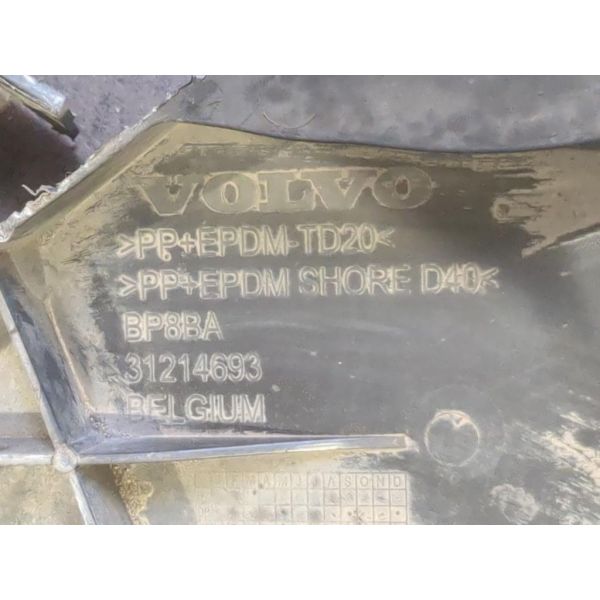 VOLVO
>PP+EPDM-TD20<
>PP+EPDM SHORE D40<
BP8BA
31214693
BELGIUM
J F M A M J J A S O N D